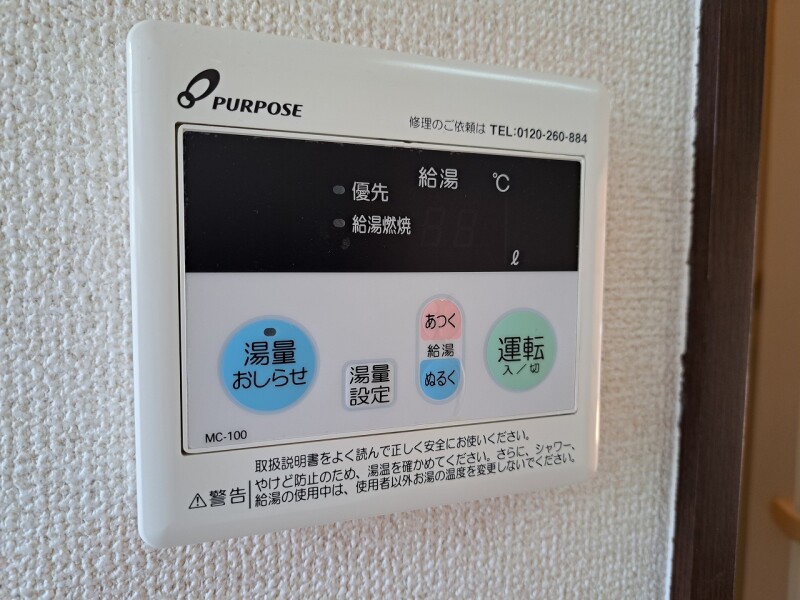 PURPOSE
修理のご依頼は TEL:0120-260-884
給湯 ℃
優先
給湯燃焼
ℓ
湯量
おしらせ
湯量
設定
あつく
給湯
ぬるく
運転
入/切
MC-100
警告
取扱説明書をよく読んで正しく安全にお使いください。
やけど防止のため、湯温を確かめてください。さらに、シャワー、
給湯の使用中は、使用者以外お湯の温度を変更しないでください。